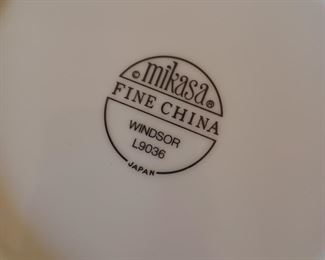 © mikasa ®
FINE CHINA
WINDSOR
L9036
JAPAN